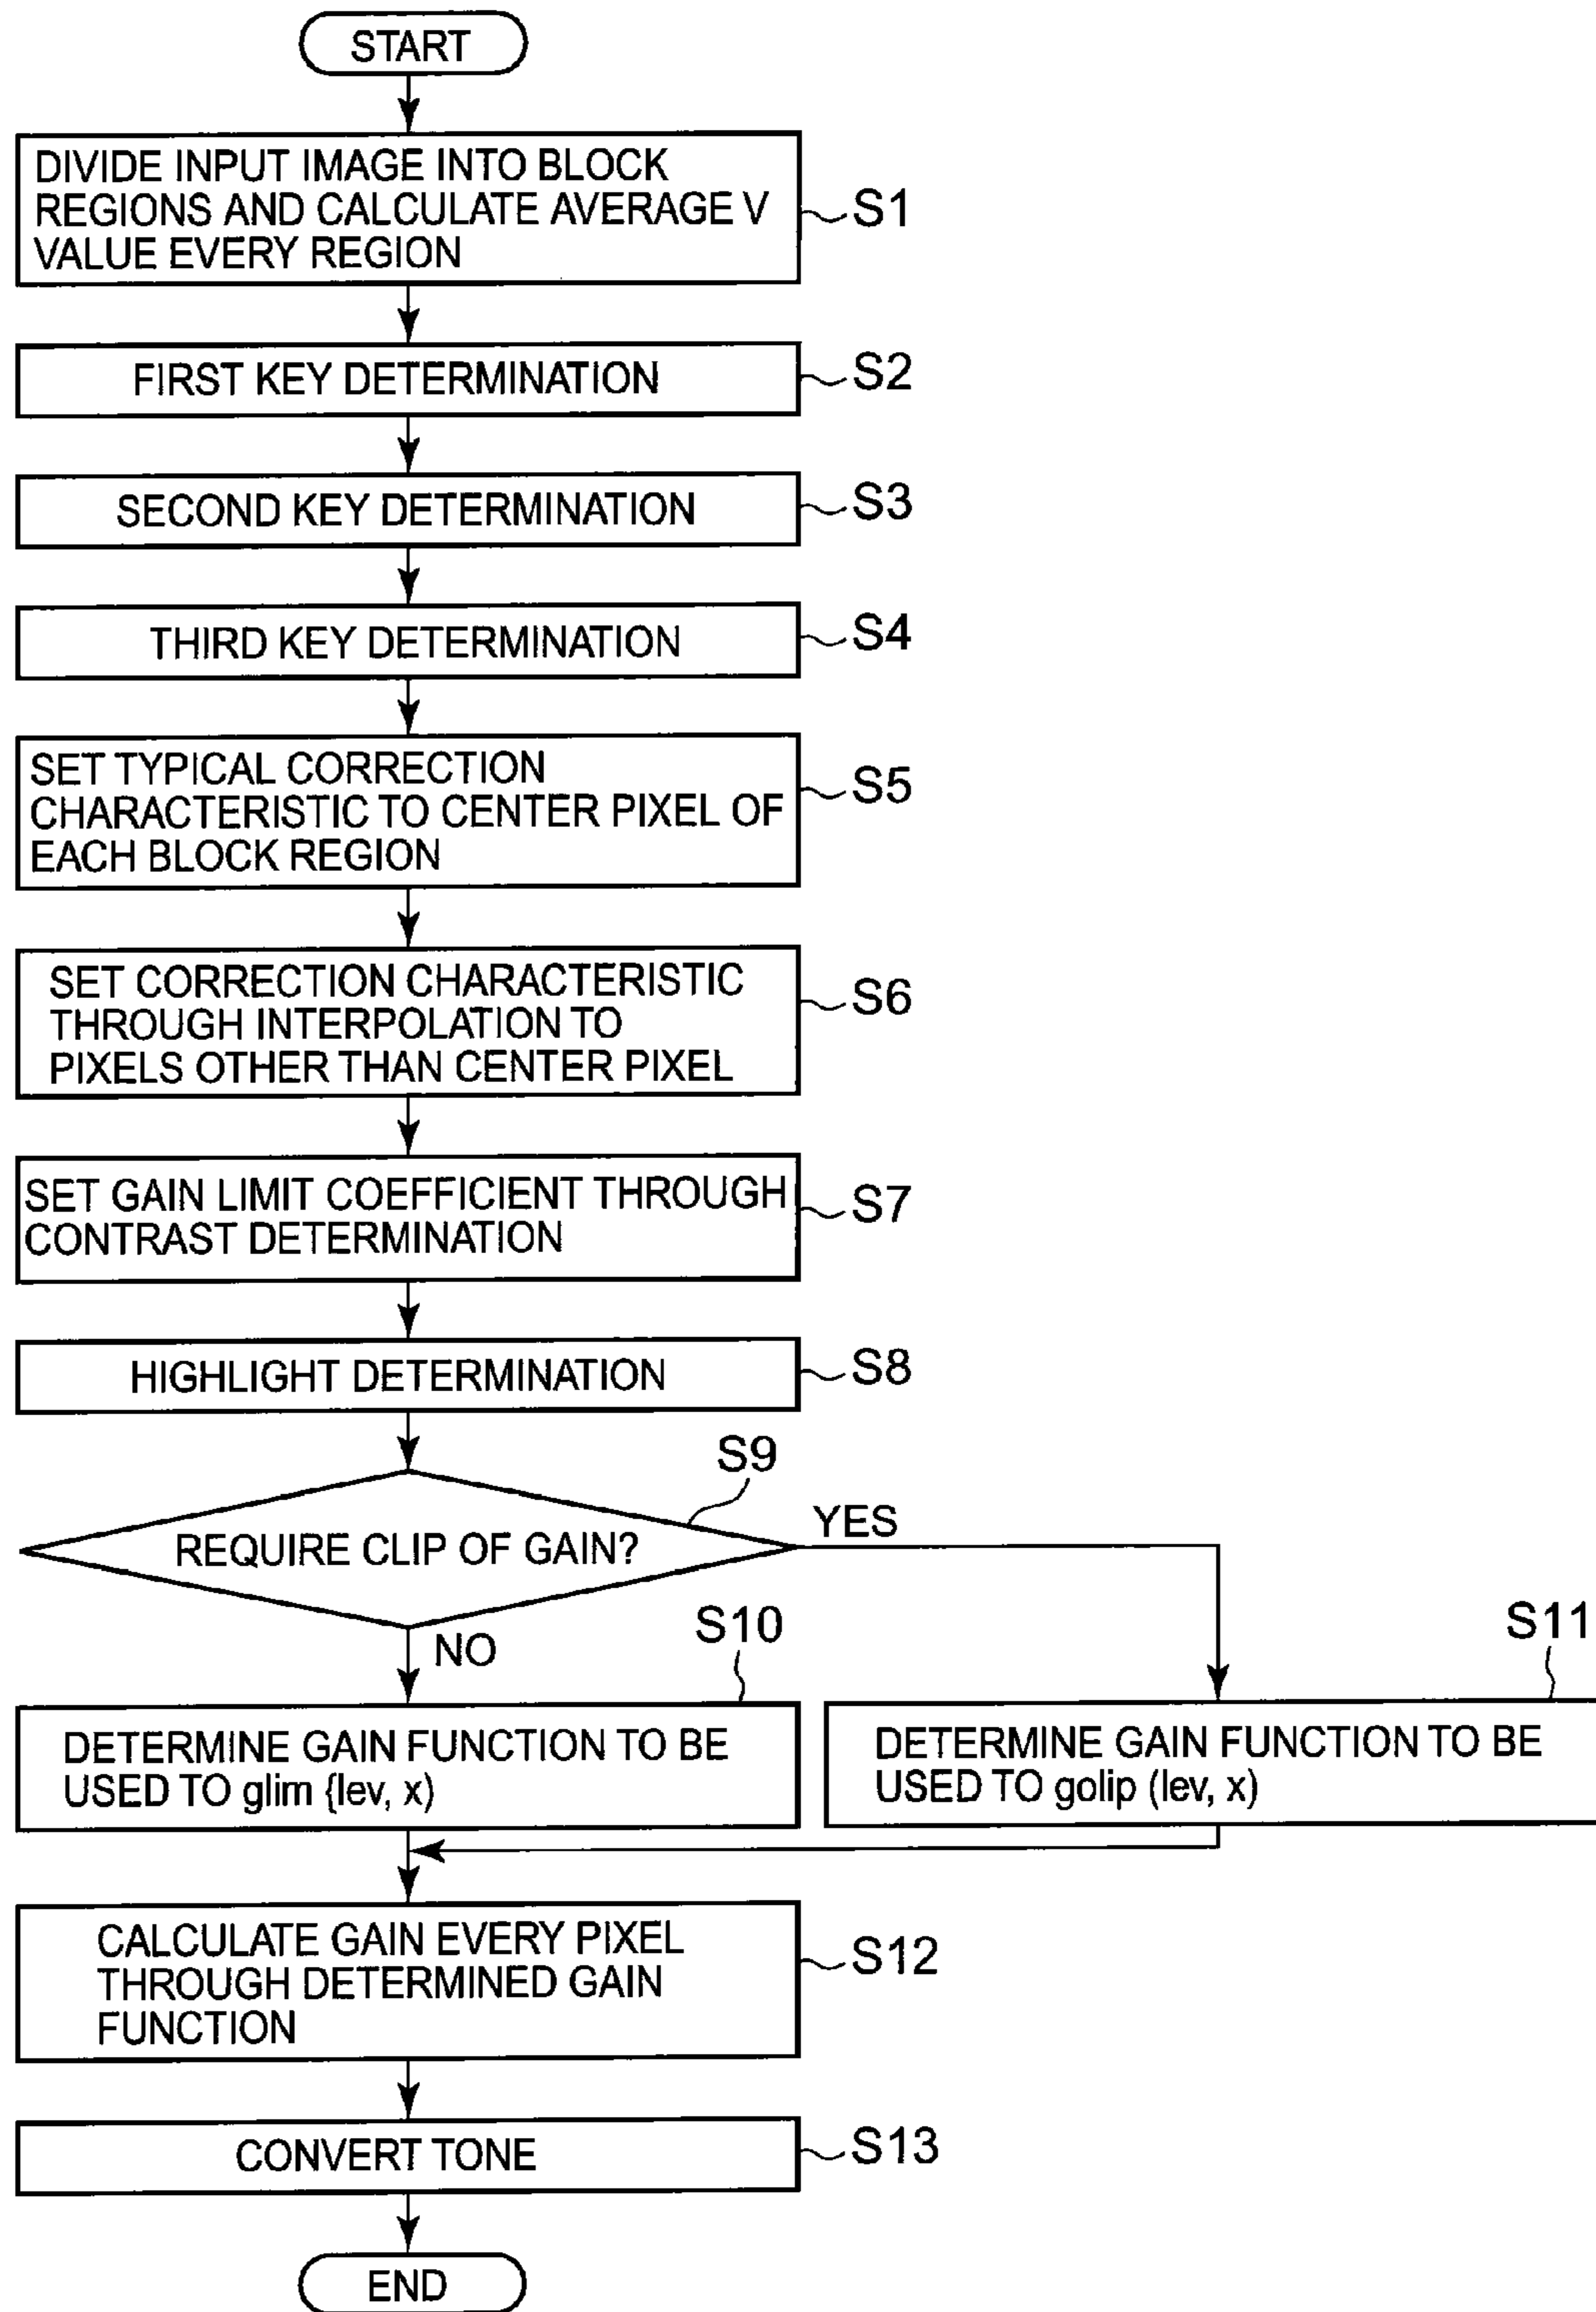 START
DIVIDE INPUT IMAGE INTO BLOCK
REGIONS AND CALCULATE AVERAGE V
VALUE EVERY REGION
S1
FIRST KEY DETERMINATION
S2
SECOND KEY DETERMINATION
S3
THIRD KEY DETERMINATION
S4
SET TYPICAL CORRECTION
CHARACTERISTIC TO CENTER PIXEL OF
EACH BLOCK REGION
S5
SET CORRECTION CHARACTERISTIC
THROUGH INTERPOLATION TO
PIXELS OTHER THAN CENTER PIXEL
S6
SET GAIN LIMIT COEFFICIENT THROUGH
CONTRAST DETERMINATION
S7
HIGHLIGHT DETERMINATION
S8
S9
REQUIRE CLIP OF GAIN?
YES
NO
S10
DETERMINE GAIN FUNCTION TO BE
USED TO glim {lev, x)
S11
DETERMINE GAIN FUNCTION TO BE
USED TO golip (lev, x)
CALCULATE GAIN EVERY PIXEL
THROUGH DETERMINED GAIN
FUNCTION
S12
CONVERT TONE
S13
END